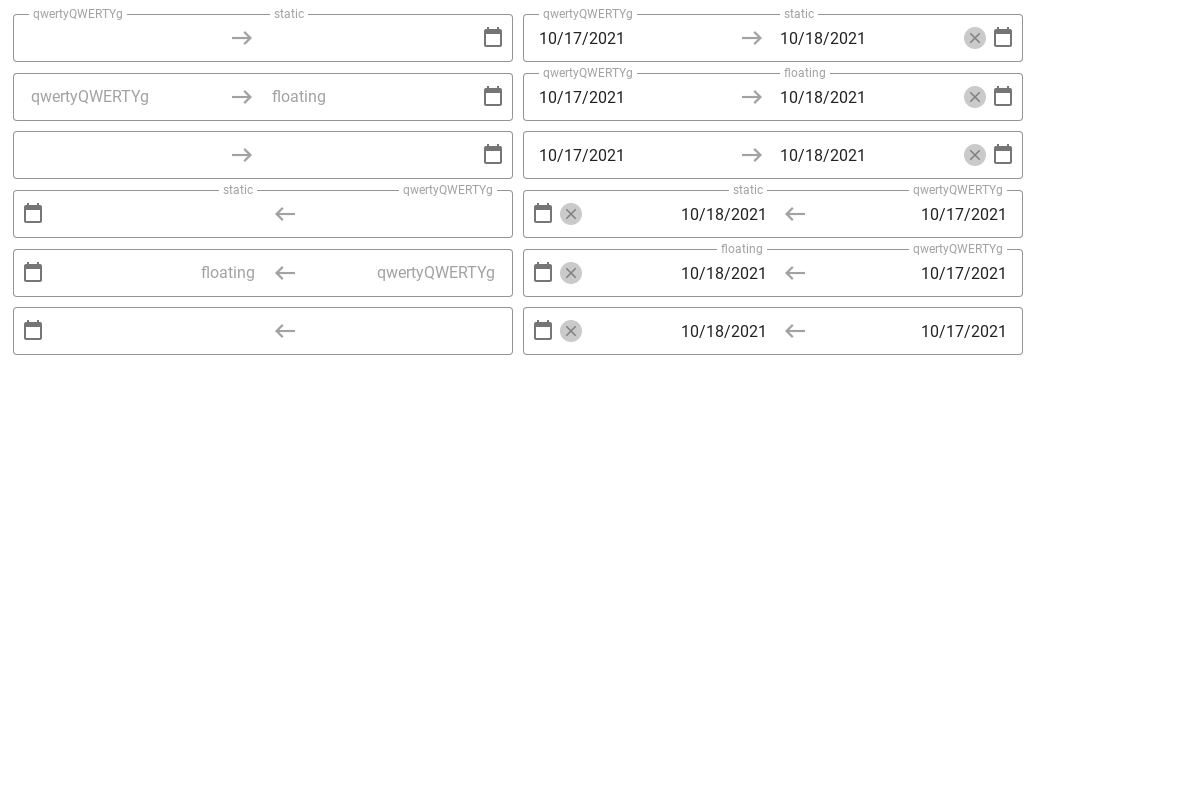 qwertyQWERTYg static qwertyQWERTYg static
10/17/2021 10/18/2021
qwertyQWERTYg floating
qwertyQWERTYg floating 10/17/2021 10/18/2021
10/17/2021 10/18/2021
static qwertyQWERTYg static qwertyQWERTYg
10/18/2021 10/17/2021
floating qwertyQWERTYg
floating qwertyQWERTYg 10/18/2021 10/17/2021
10/18/2021 10/17/2021